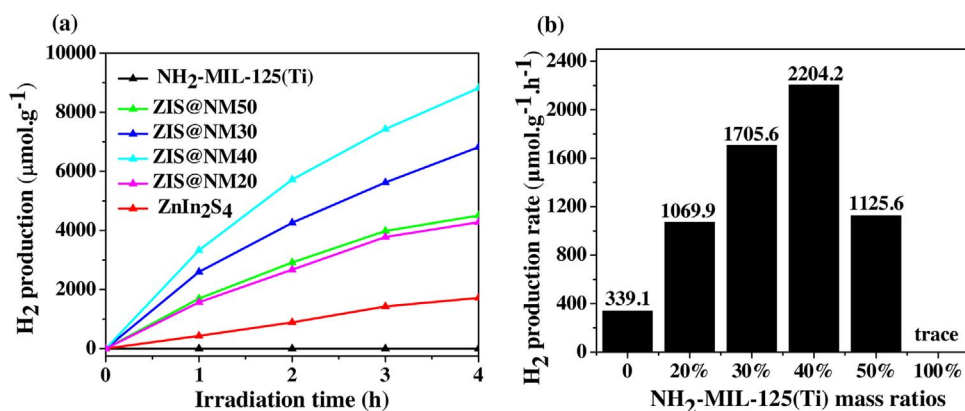 (a)
H2 production (μmol.g-1)
10000
8000
6000
4000
2000
0
NH2-MIL-125(Ti)
ZIS@NM50
ZIS@NM30
ZIS@NM40
ZIS@NM20
ZnIn2S4
0 1 2 3 4
Irradiation time (h)
(b)
H2 production rate (μmol.g-1.h-1)
2400
2000
1600
1200
800
400
0
339.1
1069.9
1705.6
2204.2
1125.6
trace
0 20% 30% 40% 50% 100%
NH2-MIL-125(Ti) mass ratios